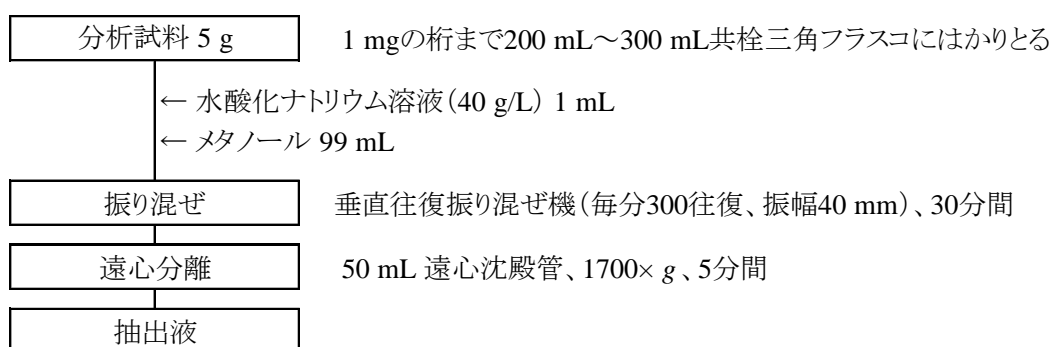 分析試料 5 g 1 mgの桁まで200 mL～300 mL共栓三角フラスコにはかりとる
← 水酸化ナトリウム溶液（40 g/L） 1 mL
← メタノール 99 mL
振り混ぜ 垂直往復振り混ぜ機（毎分300往復、振幅40 mm）、30分間
遠心分離 50 mL 遠心沈殿管、1700× g 、5分間
抽出液